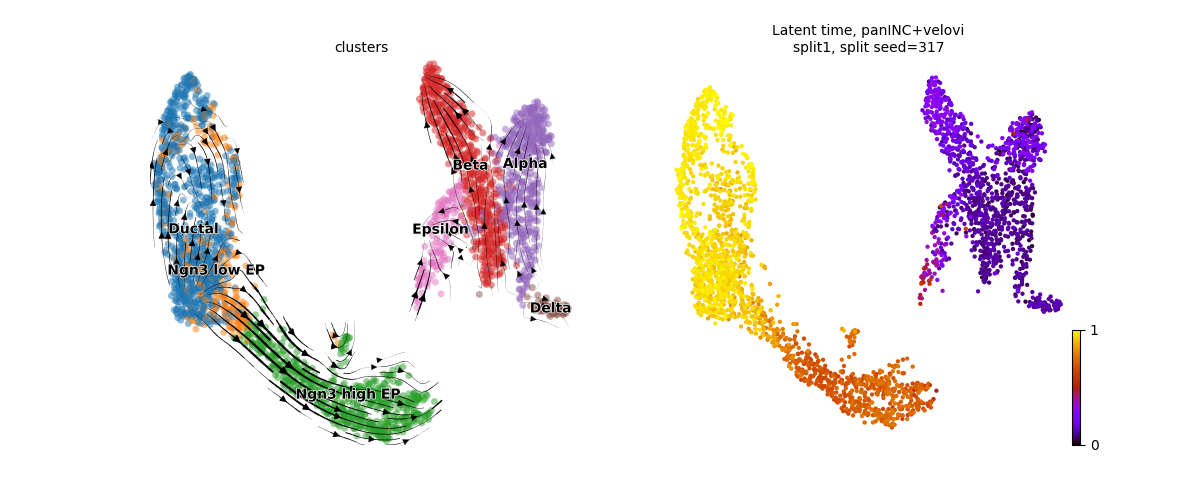 clusters
Latent time, panINC+velovi
split1, split seed=317
Beta
Alpha
Ductal
Epsilon
Ngn3 low EP
Delta
Ngn3 high EP
1
0